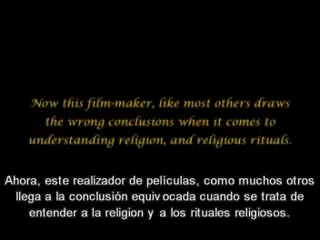 Now this film-maker, like most others draws
the wrong conclusions when it comes to
understanding religion, and religious rituals.
Ahora, este realizador de películas, como muchos otros
llega a la conclusión equivocada cuando se trata de
entender a la religion y a los rituales religiosos.